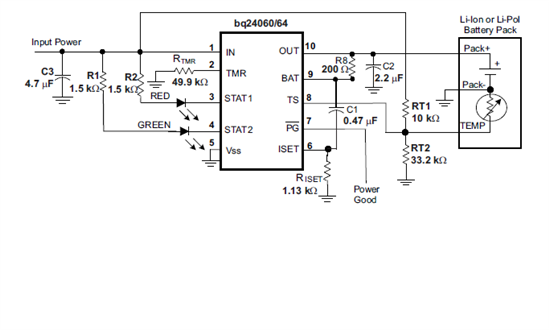 bq24060/64
Li-Ion or Li-Pol
Battery Pack
Input Power
1 IN
OUT 10
Pack+
RTMR
R8
200 Ω
C2
2.2 μF
C3
4.7 μF
R1
1.5 kΩ
R2
1.5 kΩ
2 TMR
49.9 kΩ
BAT 9
+
Pack-
RED
3 STAT1
TS 8
C1
0.47 μF
RT1
10 kΩ
GREEN
4 STAT2
PG 7
TEMP
5 Vss
ISET 6
RT2
33.2 kΩ
RISET
1.13 kΩ
Power
Good